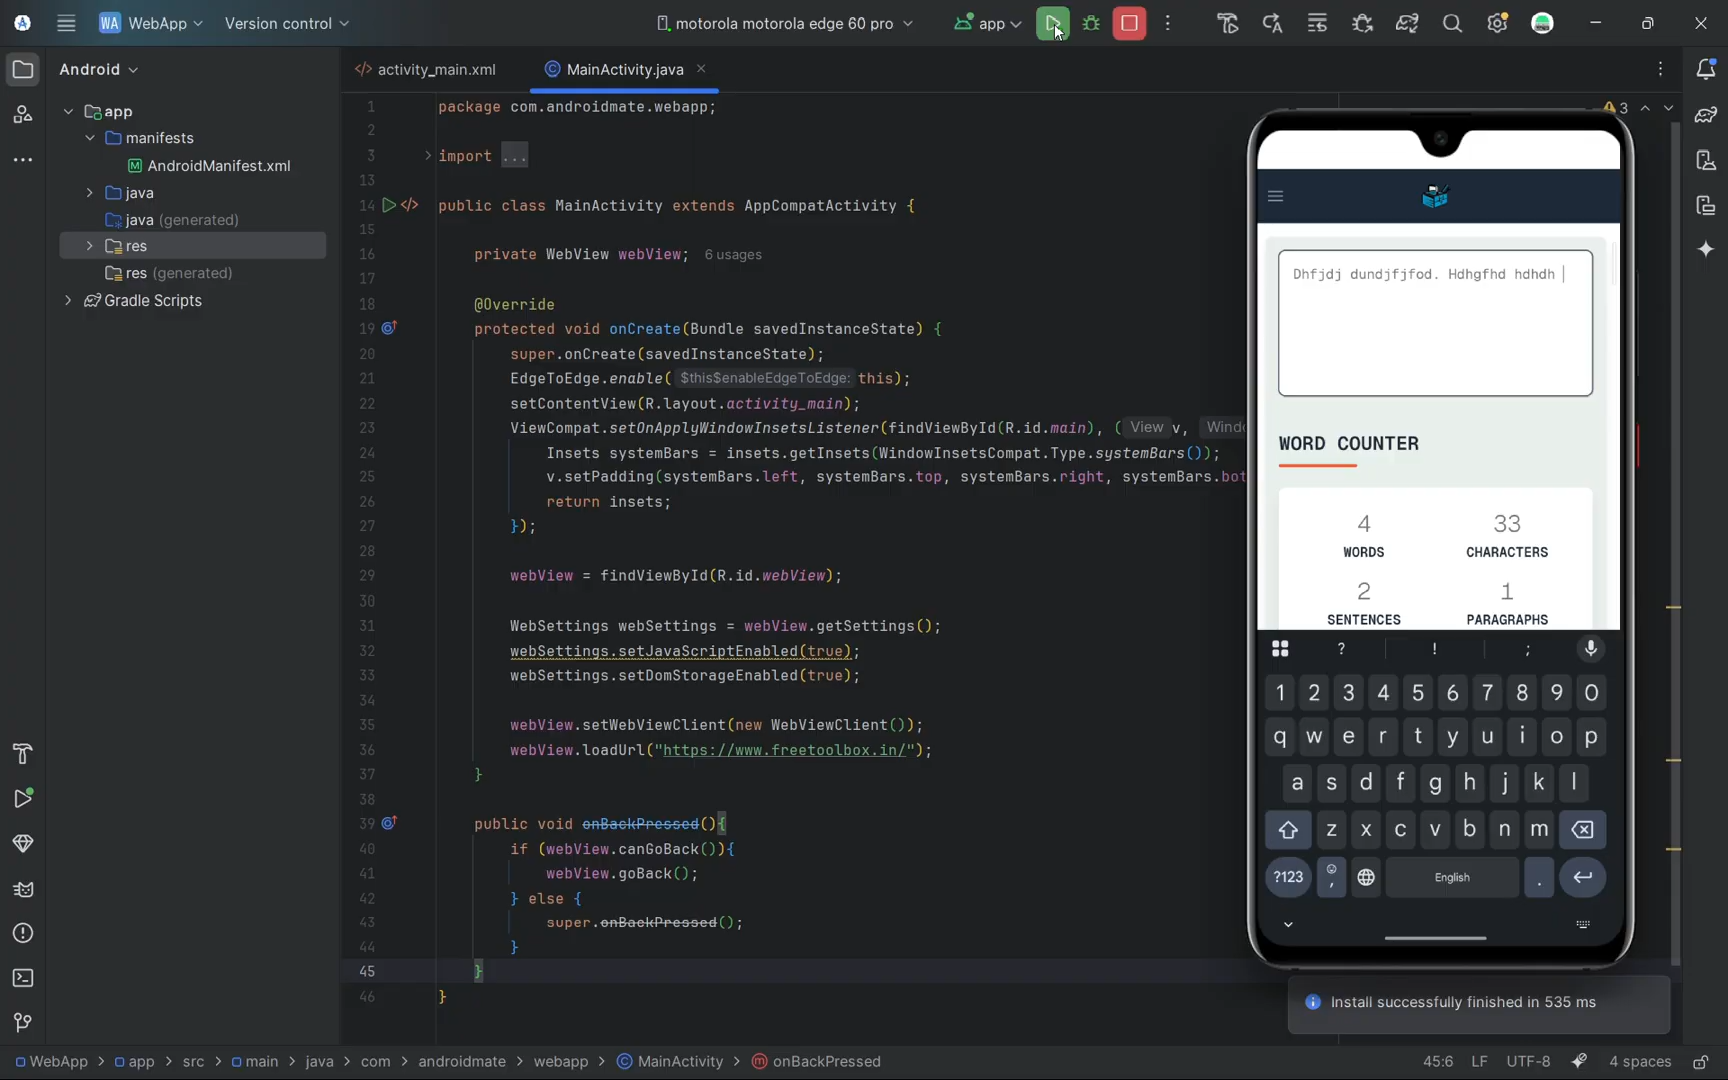 WA WebApp Version control motorola motorola edge 60 pro app
Android
activity_main.xml MainActivity.java
app
manifests
AndroidManifest.xml
java
java (generated)
res
res (generated)
Gradle Scripts
1 package com.androidmate.webapp; 3
2
3 import ...
13
14 public class MainActivity extends AppCompatActivity {
15
16 private WebView webView; 6 usages
17
18 @Override
19 protected void onCreate(Bundle savedInstanceState) {
20 super.onCreate(savedInstanceState);
21 EdgeToEdge.enable( $this$enableEdgeToEdge: this);
22 setContentView(R.layout.activity_main);
23 ViewCompat.setOnApplyWindowInsetsListener(findViewById(R.id.main), ( View v,
24 Insets systemBars = insets.getInsets(WindowInsetsCompat.Type.systemBars());
25 v.setPadding(systemBars.left, systemBars.top, systemBars.right, systemBars.bot
26 return insets;
27 });
28
29 webView = findViewById(R.id.webView);
30
31 WebSettings webSettings = webView.getSettings();
32 webSettings.setJavaScriptEnabled(true);
33 webSettings.setDomStorageEnabled(true);
34
35 webView.setWebViewClient(new WebViewClient());
36 webView.loadUrl("https://www.freetoolbox.in/");
37 }
38
39 public void onBackPressed(){
40 if (webView.canGoBack()){
41 webView.goBack();
42 } else {
43 super.onBackPressed();
44 }
45 }
46 }
Dhfjdj dundjfjfod. Hdhgfhd hdhdh
WORD COUNTER
4 33
WORDS CHARACTERS
2 1
SENTENCES PARAGRAPHS
? ! ;
1 2 3 4 5 6 7 8 9 0
q w e r t y u i o p
a s d f g h j k l
z x c v b n m
?123 , English .
Install successfully finished in 535 ms
WebApp > app > src > main > java > com > androidmate > webapp > MainActivity > onBackPressed 45:6 LF UTF-8 4 spaces